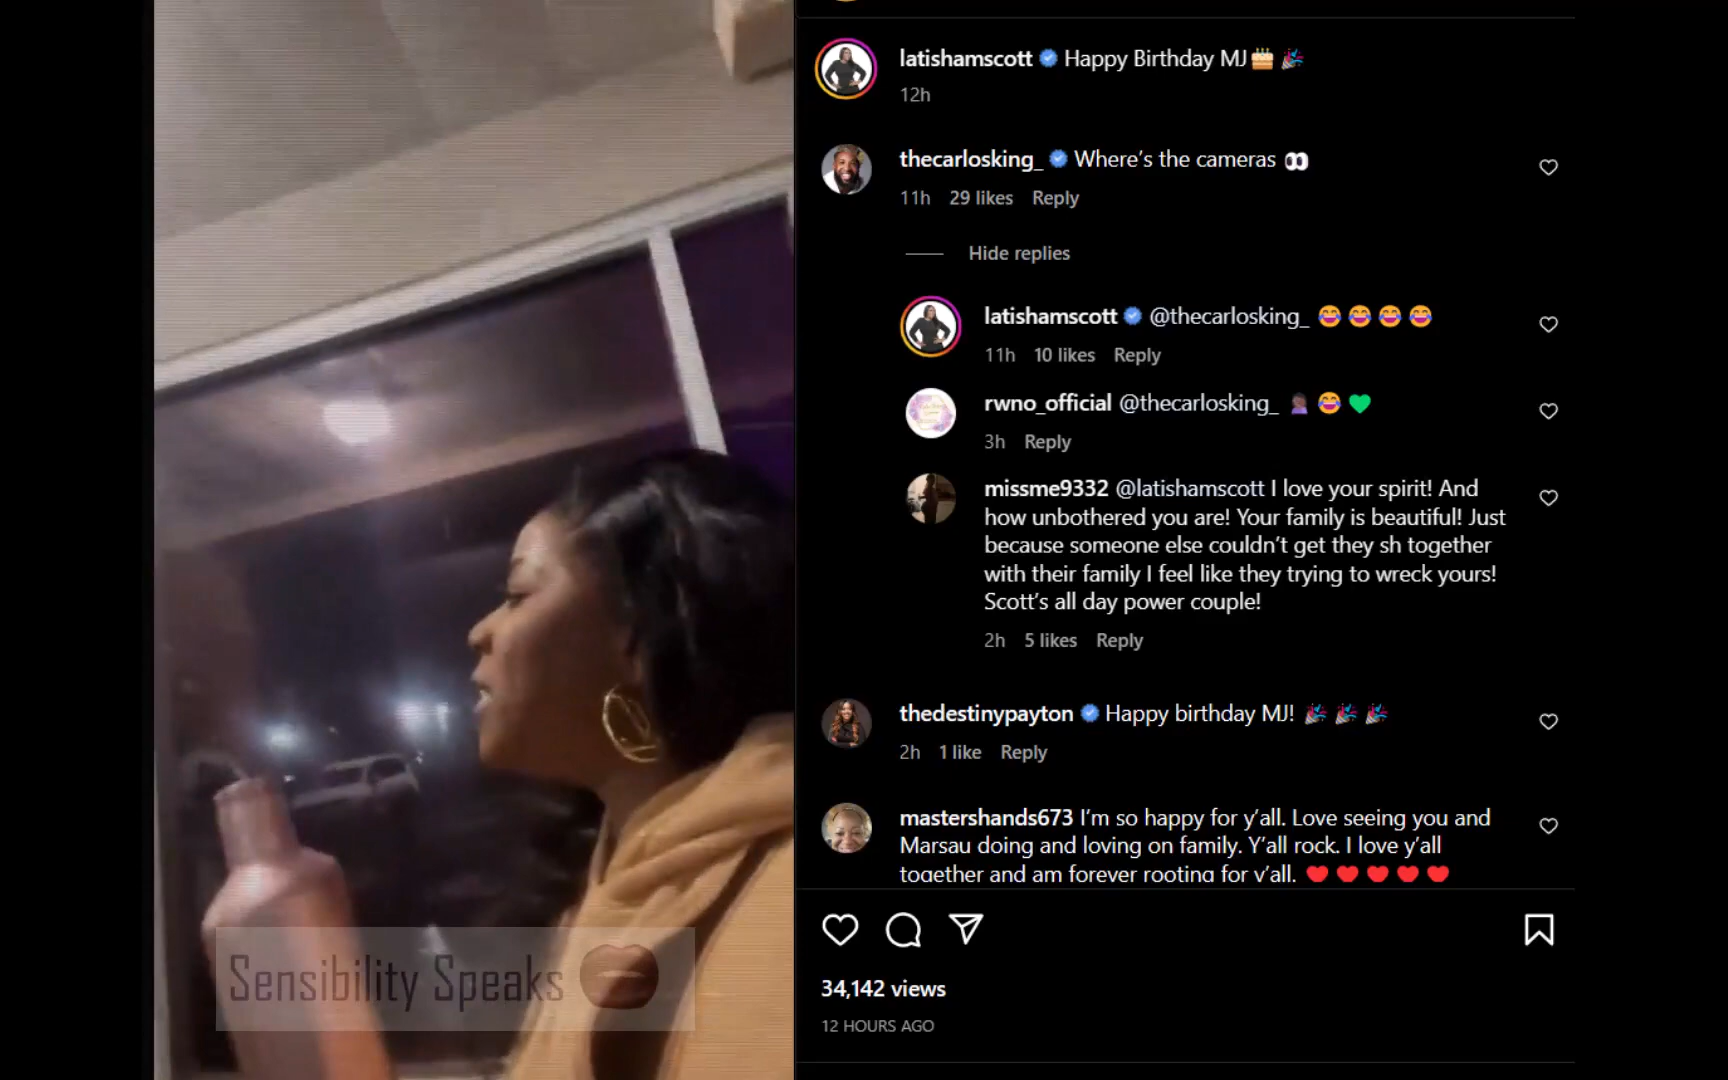 latishamscott Happy Birthday MJ🎂 🎉
12h
thecarlosking_ Where's the cameras 👀
11h 29 likes Reply
Hide replies
latishamscott @thecarlosking_ 😂 😂 😂 😂
11h 10 likes Reply
rwno_official @thecarlosking_ 🤦🏾‍♀️ 😂 💚
3h Reply
missme9332 @latishamscott I love your spirit! And
how unbothered you are! Your family is beautiful! Just
because someone else couldn't get they sh together
with their family I feel like they trying to wreck yours!
Scott's all day power couple!
2h 5 likes Reply
thedestinypayton Happy birthday MJ! 🎉 🎉 🎉
2h 1 like Reply
mastershands673 I'm so happy for y'all. Love seeing you and
Marsau doing and loving on family. Y'all rock. I love y'all
together and am forever rooting for y'all. ❤️ ❤️ ❤️ ❤️ ❤️
Sensibility Speaks
34,142 views
12 HOURS AGO